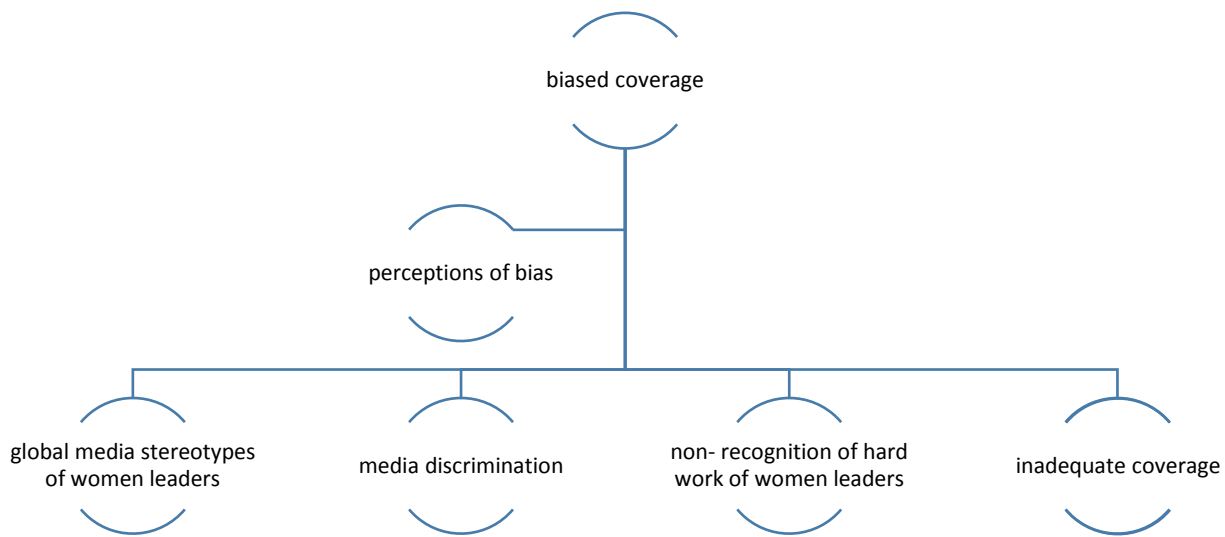 biased coverage
perceptions of bias
global media stereotypes
of women leaders
media discrimination
non- recognition of hard
work of women leaders
inadequate coverage